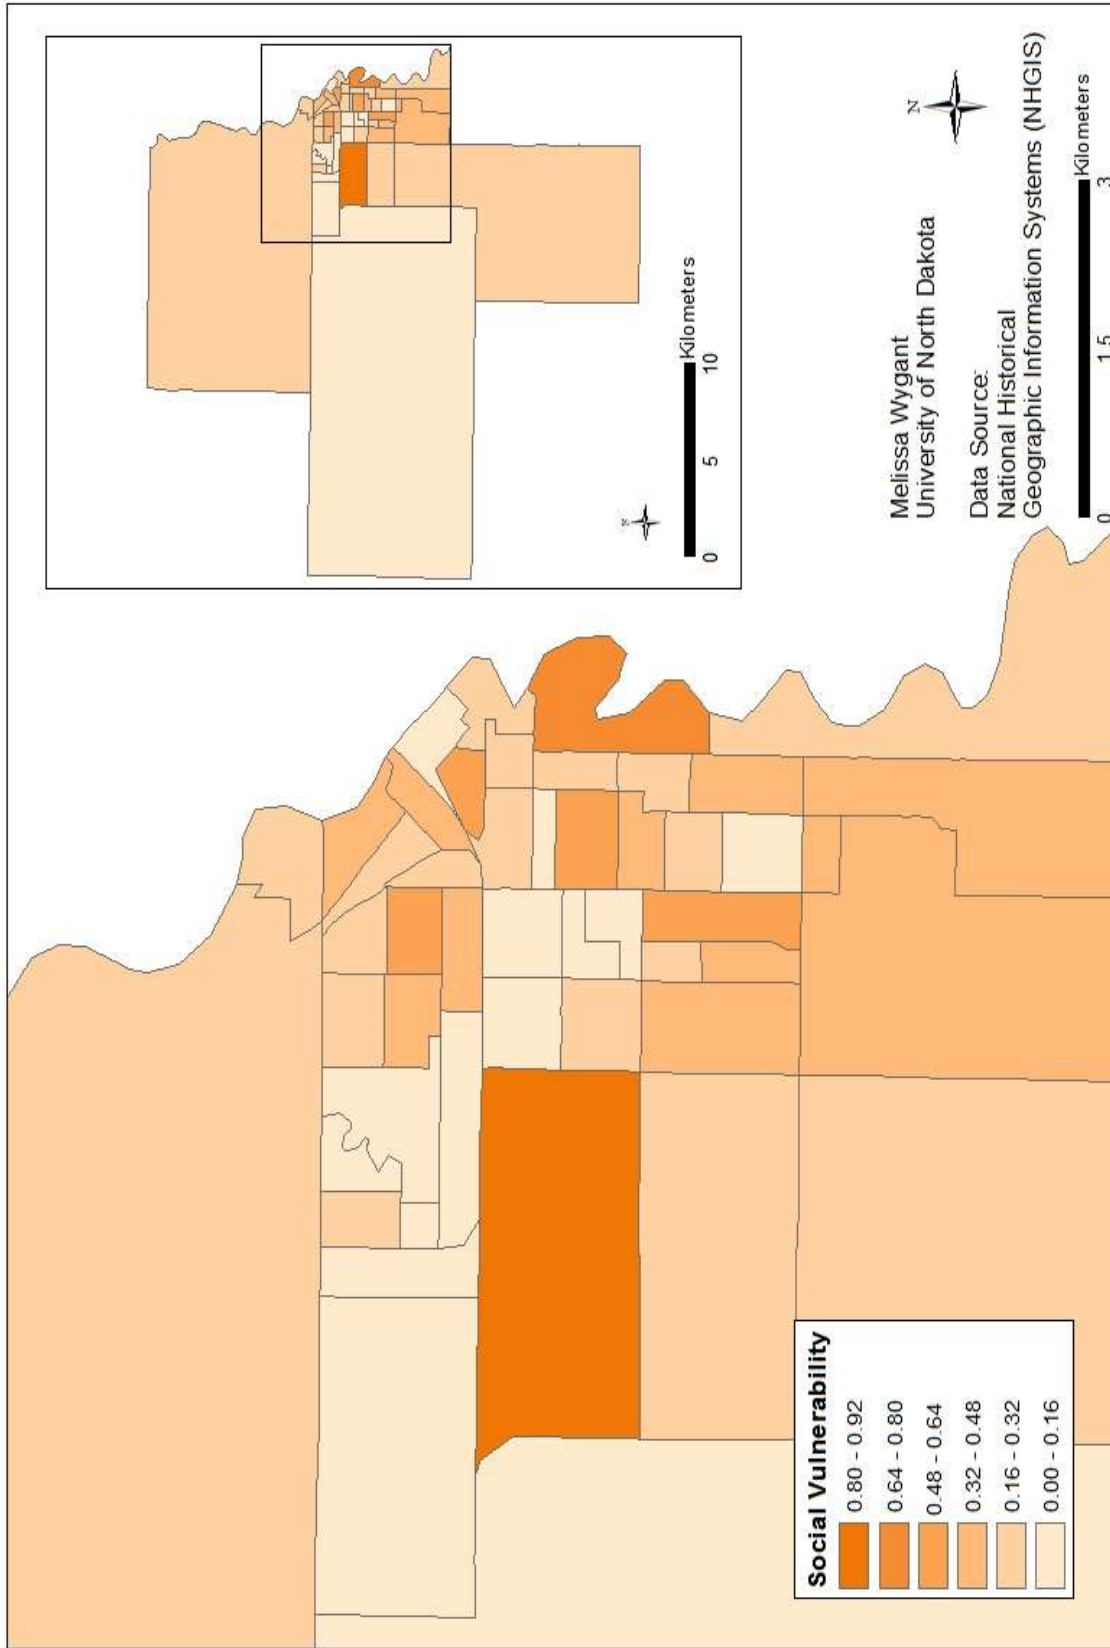 N
0 5 10 Kilometers
N
Melissa Wygant
University of North Dakota
Data Source:
National Historical
Geographic Information Systems (NHGIS)
0 1.5 3 Kilometers
Social Vulnerability
0.80 - 0.92
0.64 - 0.80
0.48 - 0.64
0.32 - 0.48
0.16 - 0.32
0.00 - 0.16